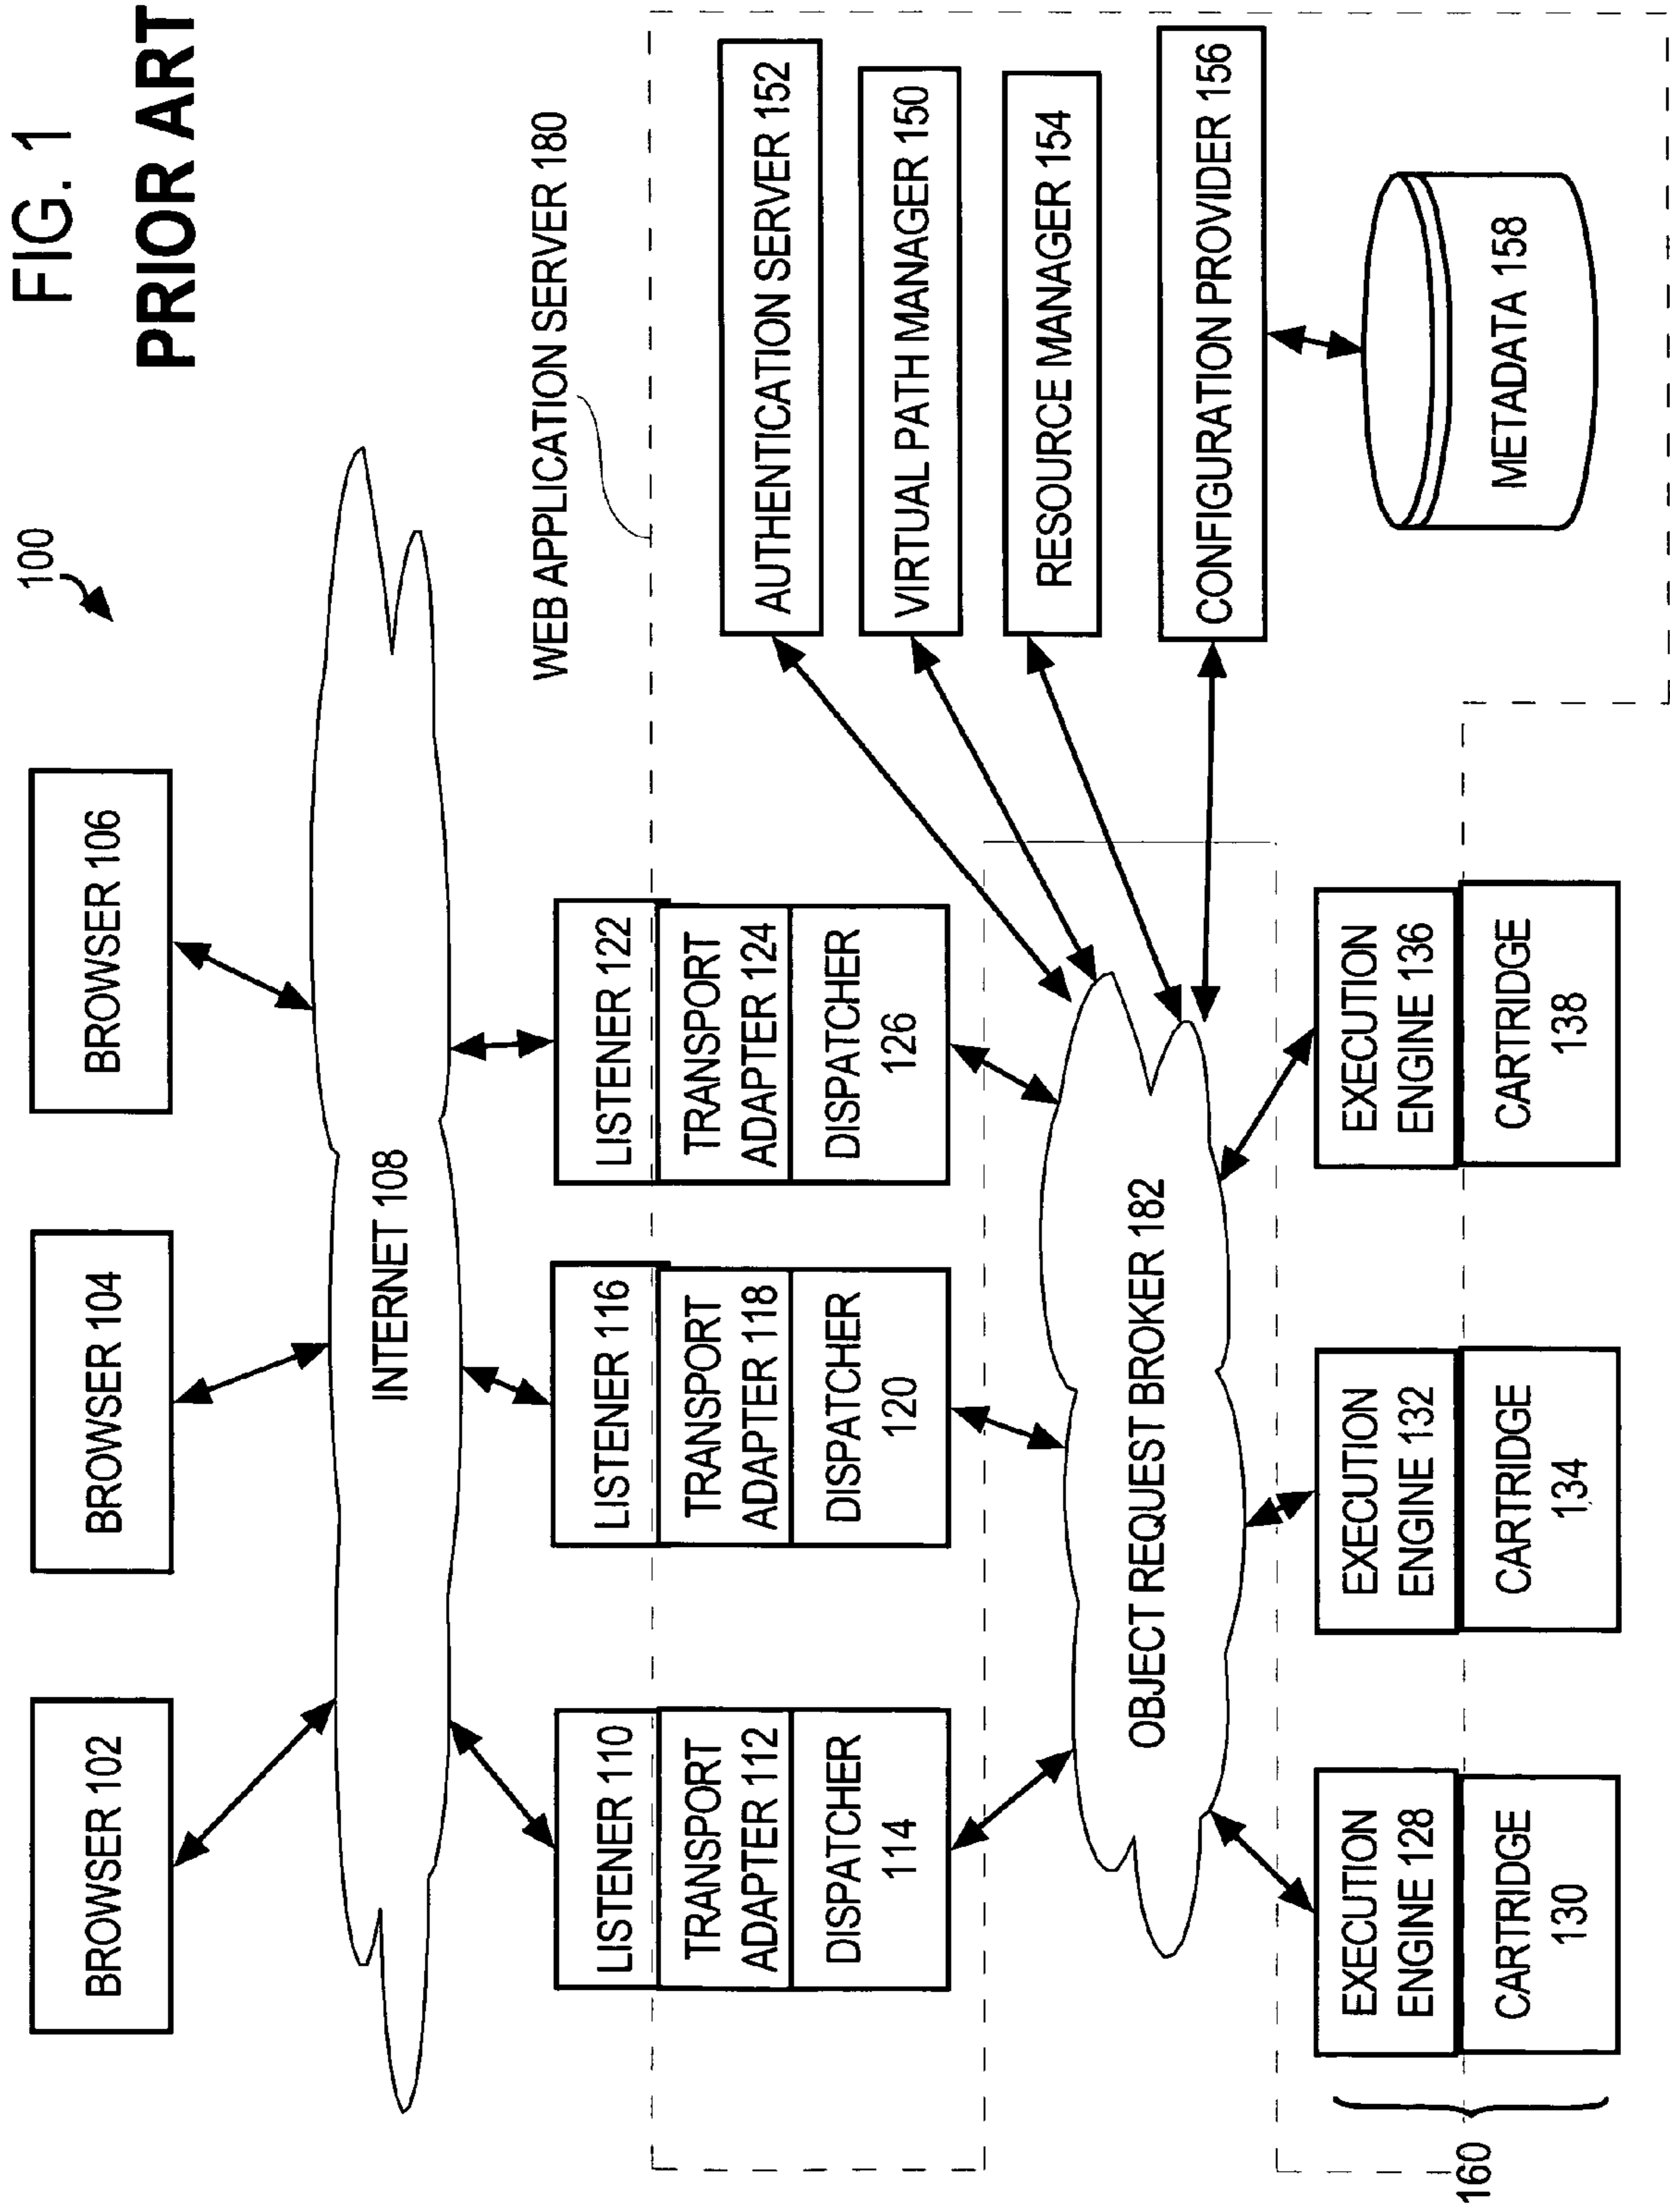 FIG. 1
PRIOR ART
100
BROWSER 102
BROWSER 104
BROWSER 106
INTERNET 108
WEB APPLICATION SERVER 180
LISTENER 110
TRANSPORT
ADAPTER 112
DISPATCHER
114
LISTENER 116
TRANSPORT
ADAPTER 118
DISPATCHER
120
LISTENER 122
TRANSPORT
ADAPTER 124
DISPATCHER
126
AUTHENTICATION SERVER 152
VIRTUAL PATH MANAGER 150
RESOURCE MANAGER 154
CONFIGURATION PROVIDER 156
METADATA 158
OBJECT REQUEST BROKER 182
EXECUTION
ENGINE 128
CARTRIDGE
130
EXECUTION
ENGINE 132
CARTRIDGE
134
EXECUTION
ENGINE 136
CARTRIDGE
138
160